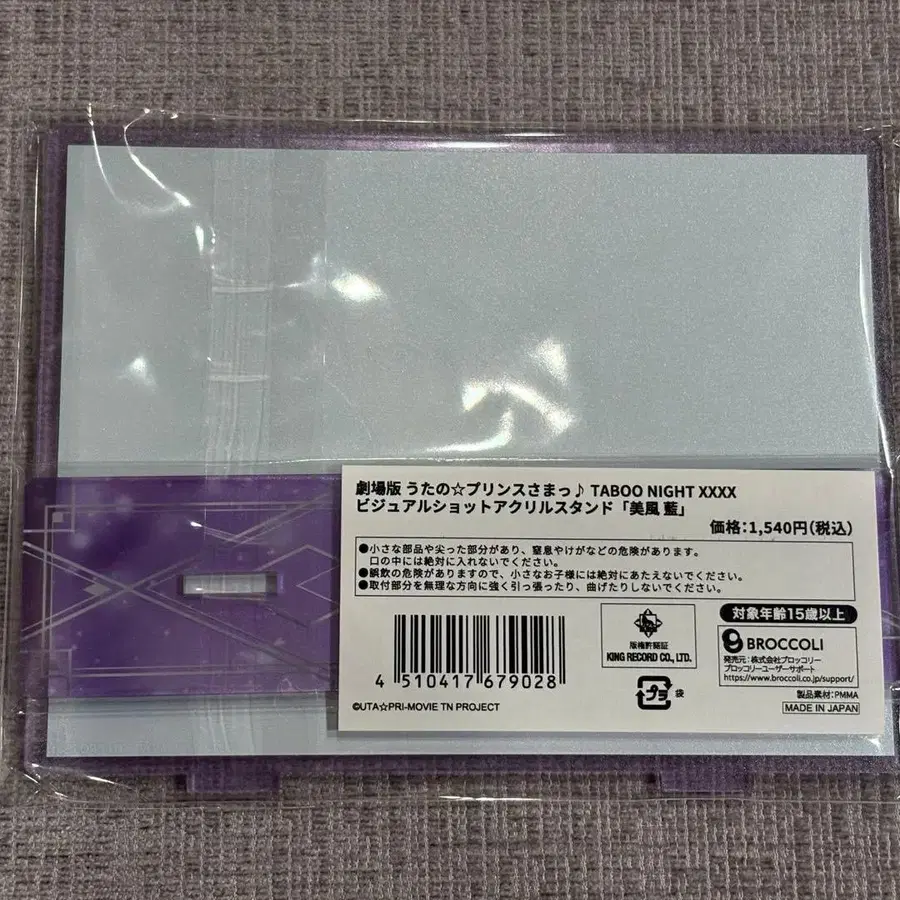 劇場版 うたの☆プリンスさまっ♪ TABOO NIGHT XXXX
ビジュアルショットアクリルスタンド「美風 藍」
価格:1,540円(税込)
●小さな部品や尖った部分があり、窒息やけがなどの危険があります。
口の中には絶対に入れないでください。
●誤飲の危険がありますので、小さなお子様には絶対にあたえないでください。
●取付部分を無理な方向に強く引っ張ったり、曲げたりしないでください。
4 510417 679028
©UTA☆PRI-MOVIE TN PROJECT
版権許諾証
KING RECORD CO., LTD.
プラ 袋
対象年齢15歳以上
BROCCOLI
発売元:株式会社ブロッコリー
ブロッコリーユーザーサポート
https://www.broccoli.co.jp/support/
製品素材:PMMA
MADE IN JAPAN